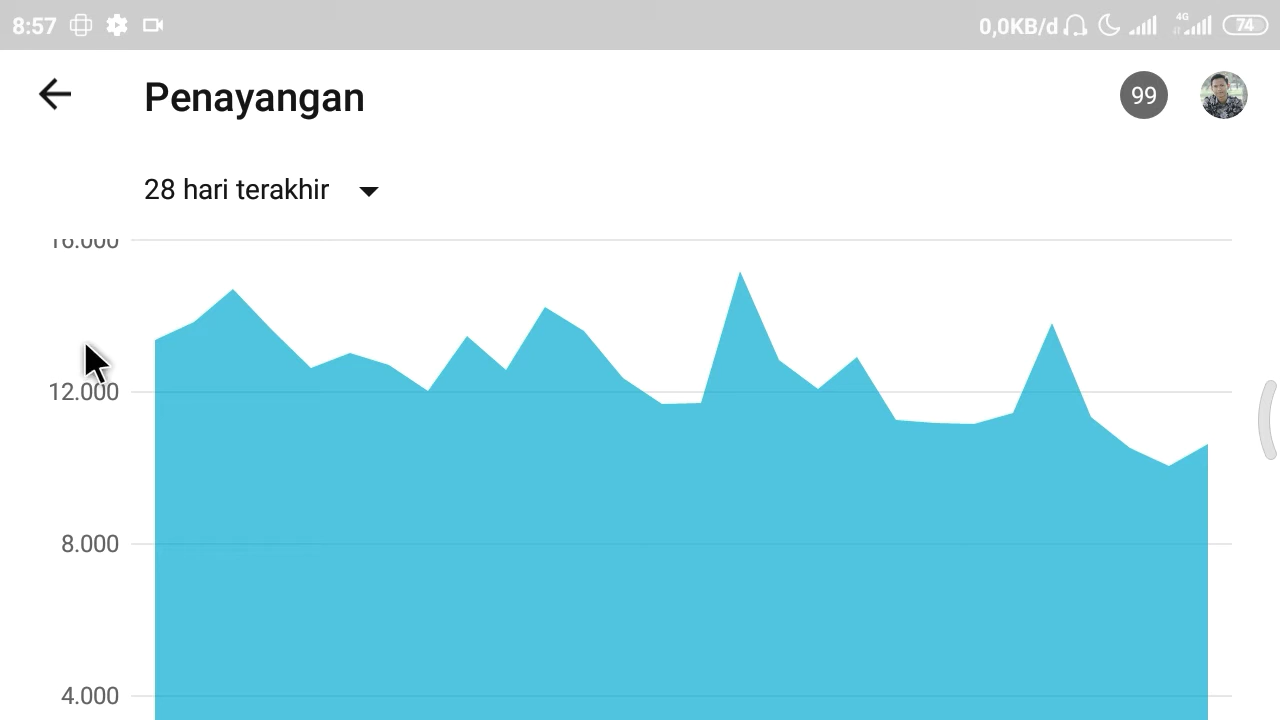 8:57 0,0KB/d 4G 74
Penayangan 99
28 hari terakhir
16.000
12.000
8.000
4.000